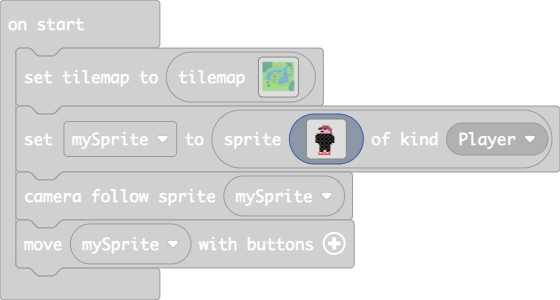 on start
set tilemap to tilemap
set mySprite to sprite of kind Player
camera follow sprite mySprite
move mySprite with buttons